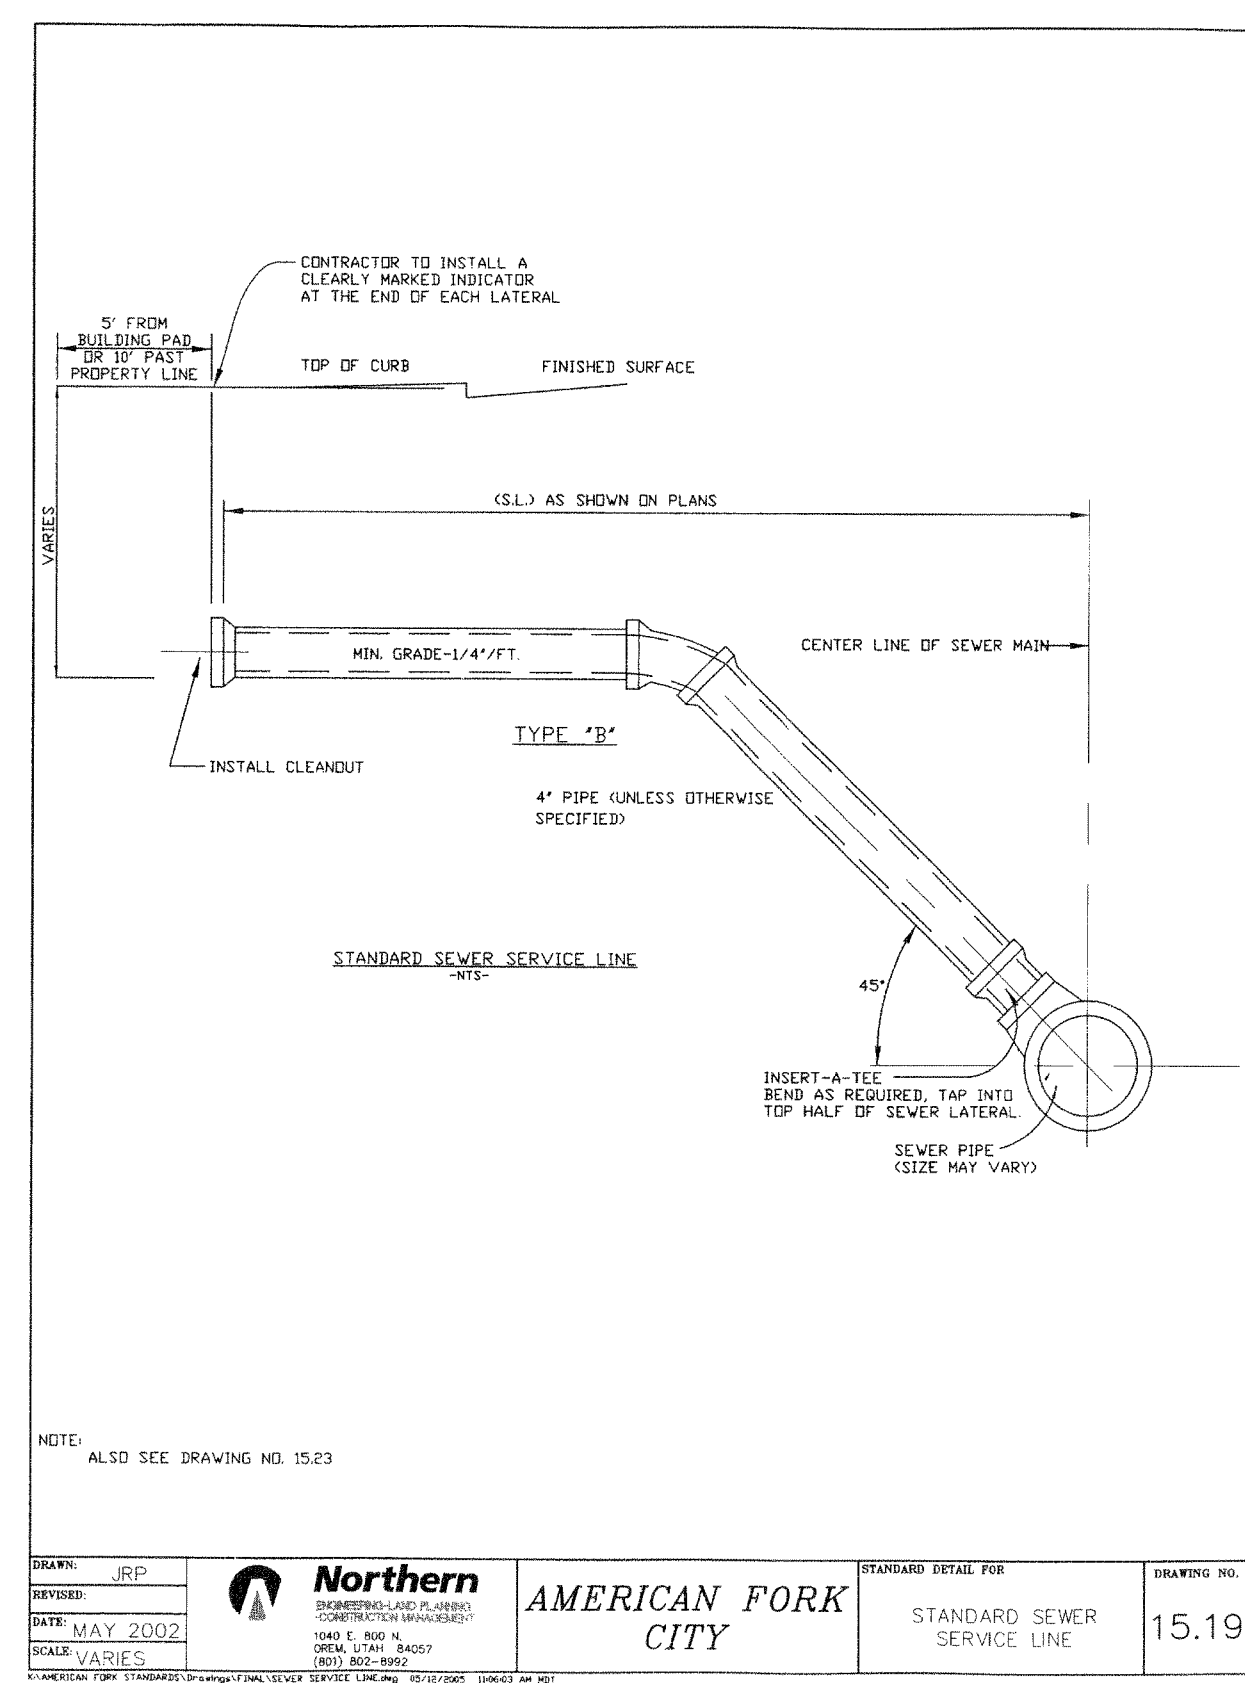 CONTRACTOR TO INSTALL A
CLEARLY MARKED INDICATOR
AT THE END OF EACH LATERAL
5' FROM
BUILDING PAD
OR 10' PAST
PROPERTY LINE
TOP OF CURB
FINISHED SURFACE
(S.L.) AS SHOWN ON PLANS
VARIES
CENTER LINE OF SEWER MAIN
MIN. GRADE-1/4"/FT.
TYPE "B"
INSTALL CLEANOUT
4" PIPE (UNLESS OTHERWISE
SPECIFIED)
STANDARD SEWER SERVICE LINE
-NTS-
45°
INSERT-A-TEE
BEND AS REQUIRED, TAP INTO
TOP HALF OF SEWER LATERAL.
SEWER PIPE
(SIZE MAY VARY)
NOTE:
ALSO SEE DRAWING NO. 15.23
DRAWN: JRP
REVISED:
DATE: MAY 2002
SCALE: VARIES
Northern
ENGINEERING-LAND PLANNING
-CONSTRUCTION MANAGEMENT
1040 E. 800 N.
OREM, UTAH 84057
(801) 802-8992
AMERICAN FORK
CITY
STANDARD DETAIL FOR
STANDARD SEWER
SERVICE LINE
DRAWING NO.
15.19
K:\AMERICAN FORK STANDARDS\Drawings\FINAL\SEWER SERVICE LINE.dwg 05/12/2005 11:06:03 AM MDT